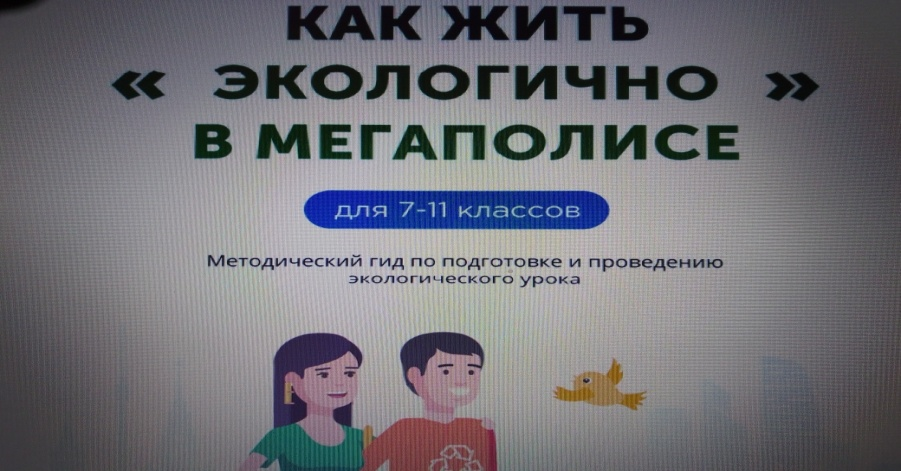 КАК ЖИТЬ
« ЭКОЛОГИЧНО »
В МЕГАПОЛИСЕ
для 7-11 классов
Методический гид по подготовке и проведению
экологического урока